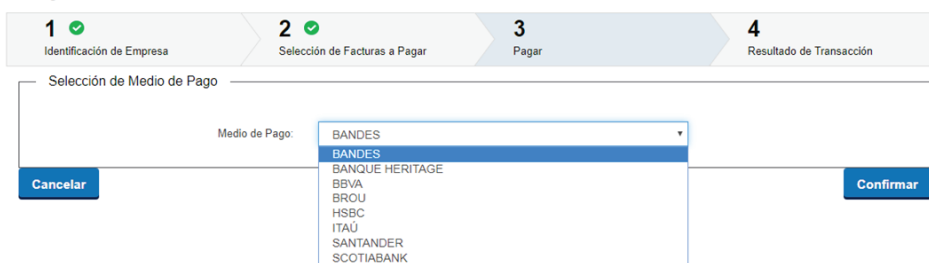 1
Identificación de Empresa
2
Selección de Facturas a Pagar
3
Pagar
4
Resultado de Transacción
Selección de Medio de Pago
Medio de Pago: BANDES
BANDES
BANQUE HERITAGE
BBVA
BROU
HSBC
ITAÚ
SANTANDER
SCOTIABANK
Cancelar
Confirmar